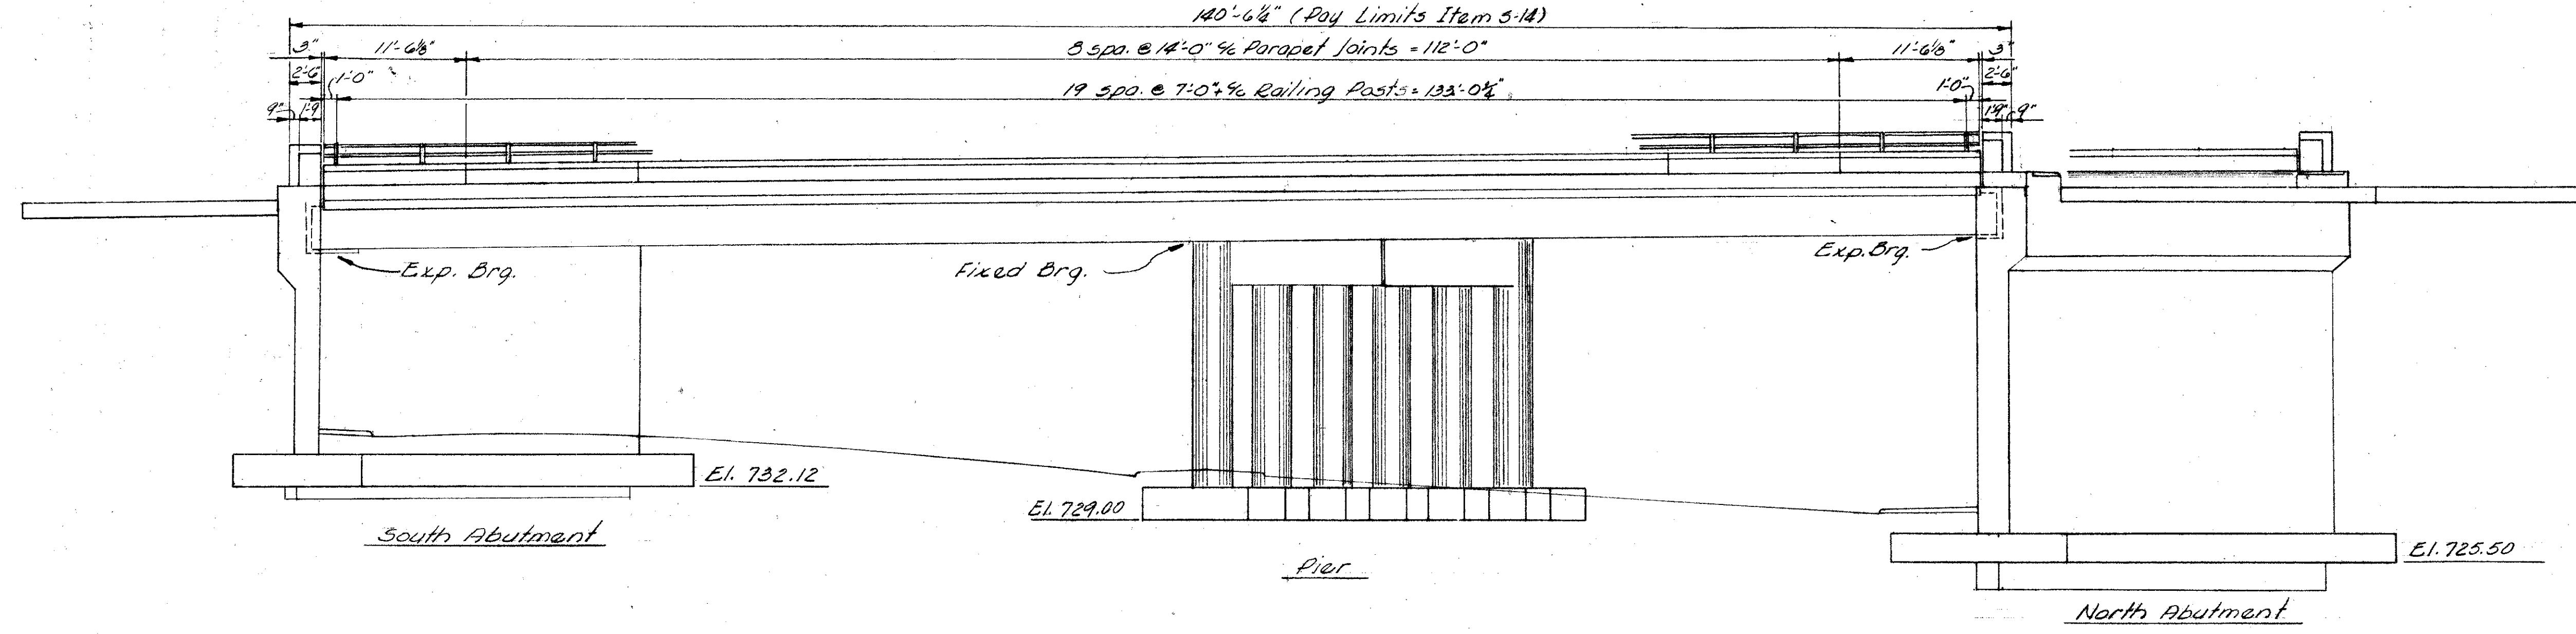 140'-6¼" (Pay Limits Item S-14)
3" 11'-6⅛" 8 spa. @ 14'-0" c/c Parapet Joints = 112'-0" 11'-6⅛" 3"
2'-6" 1'-0" 19 spa. @ 7'-0"± c/c Railing Posts = 133'-0¼" 1'-0" 2'-6"
9" 1'-9 1'-9" 9"
Exp. Brg. Fixed Brg. Exp. Brg.
El. 732.12
El. 729.00
El. 725.50
South Abutment
Pier
North Abutment